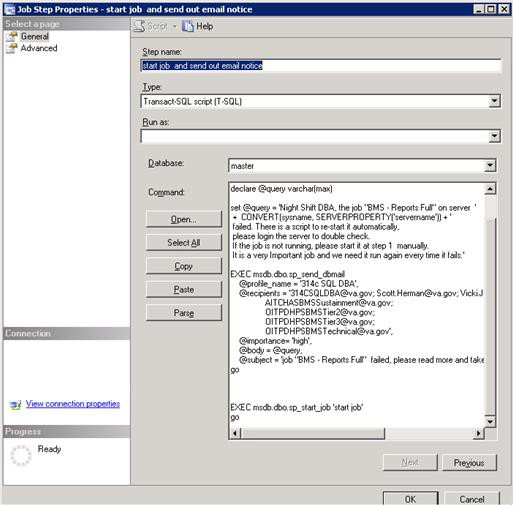 Job Step Properties - start job and send out email notice
Select a page
General
Advanced
Script
Help
Step name:
start job and send out email notice
Type:
Transact-SQL script (T-SQL)
Run as:
Database:
master
Command:
Open...
Select All
Copy
Paste
Parse
declare @query varchar(max)
set @query = 'Night Shift DBA, the job "BMS - Reports Full" on server '
+ CONVERT(sysname, SERVERPROPERTY('servername')) + '
failed. There is a script to re-start it automatically,
please login the server to double check.
If the job is not running, please start it at step 1 manually.
It is a very Important job and we need it run again every time it fails.'
EXEC msdb.dbo.sp_send_dbmail
@profile_name = '314c SQL DBA',
@recipients = '314CSQLDBA@va.gov; Scott.Herman@va.gov; Vicki.J
AITCHASBMSSustainment@va.gov;
OITPDHPSBMSTier2@va.gov;
OITPDHPSBMSTier3@va.gov;
OITPDHPSBMSTechnical@va.gov',
@importance= 'high',
@body = @query,
@subject = 'job "BMS - Reports Full" failed, please read more and take
go
EXEC msdb.dbo.sp_start_job 'start job'
go
Connection
View connection properties
Progress
Ready
Next
Previous
OK
Cancel